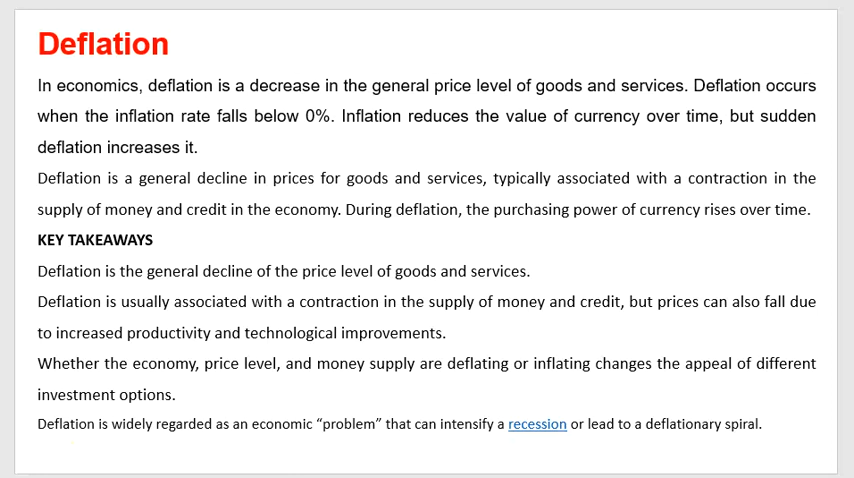 Deflation
In economics, deflation is a decrease in the general price level of goods and services. Deflation occurs
when the inflation rate falls below 0%. Inflation reduces the value of currency over time, but sudden
deflation increases it.
Deflation is a general decline in prices for goods and services, typically associated with a contraction in the
supply of money and credit in the economy. During deflation, the purchasing power of currency rises over time.
KEY TAKEAWAYS
Deflation is the general decline of the price level of goods and services.
Deflation is usually associated with a contraction in the supply of money and credit, but prices can also fall due
to increased productivity and technological improvements.
Whether the economy, price level, and money supply are deflating or inflating changes the appeal of different
investment options.
Deflation is widely regarded as an economic “problem” that can intensify a recession or lead to a deflationary spiral.